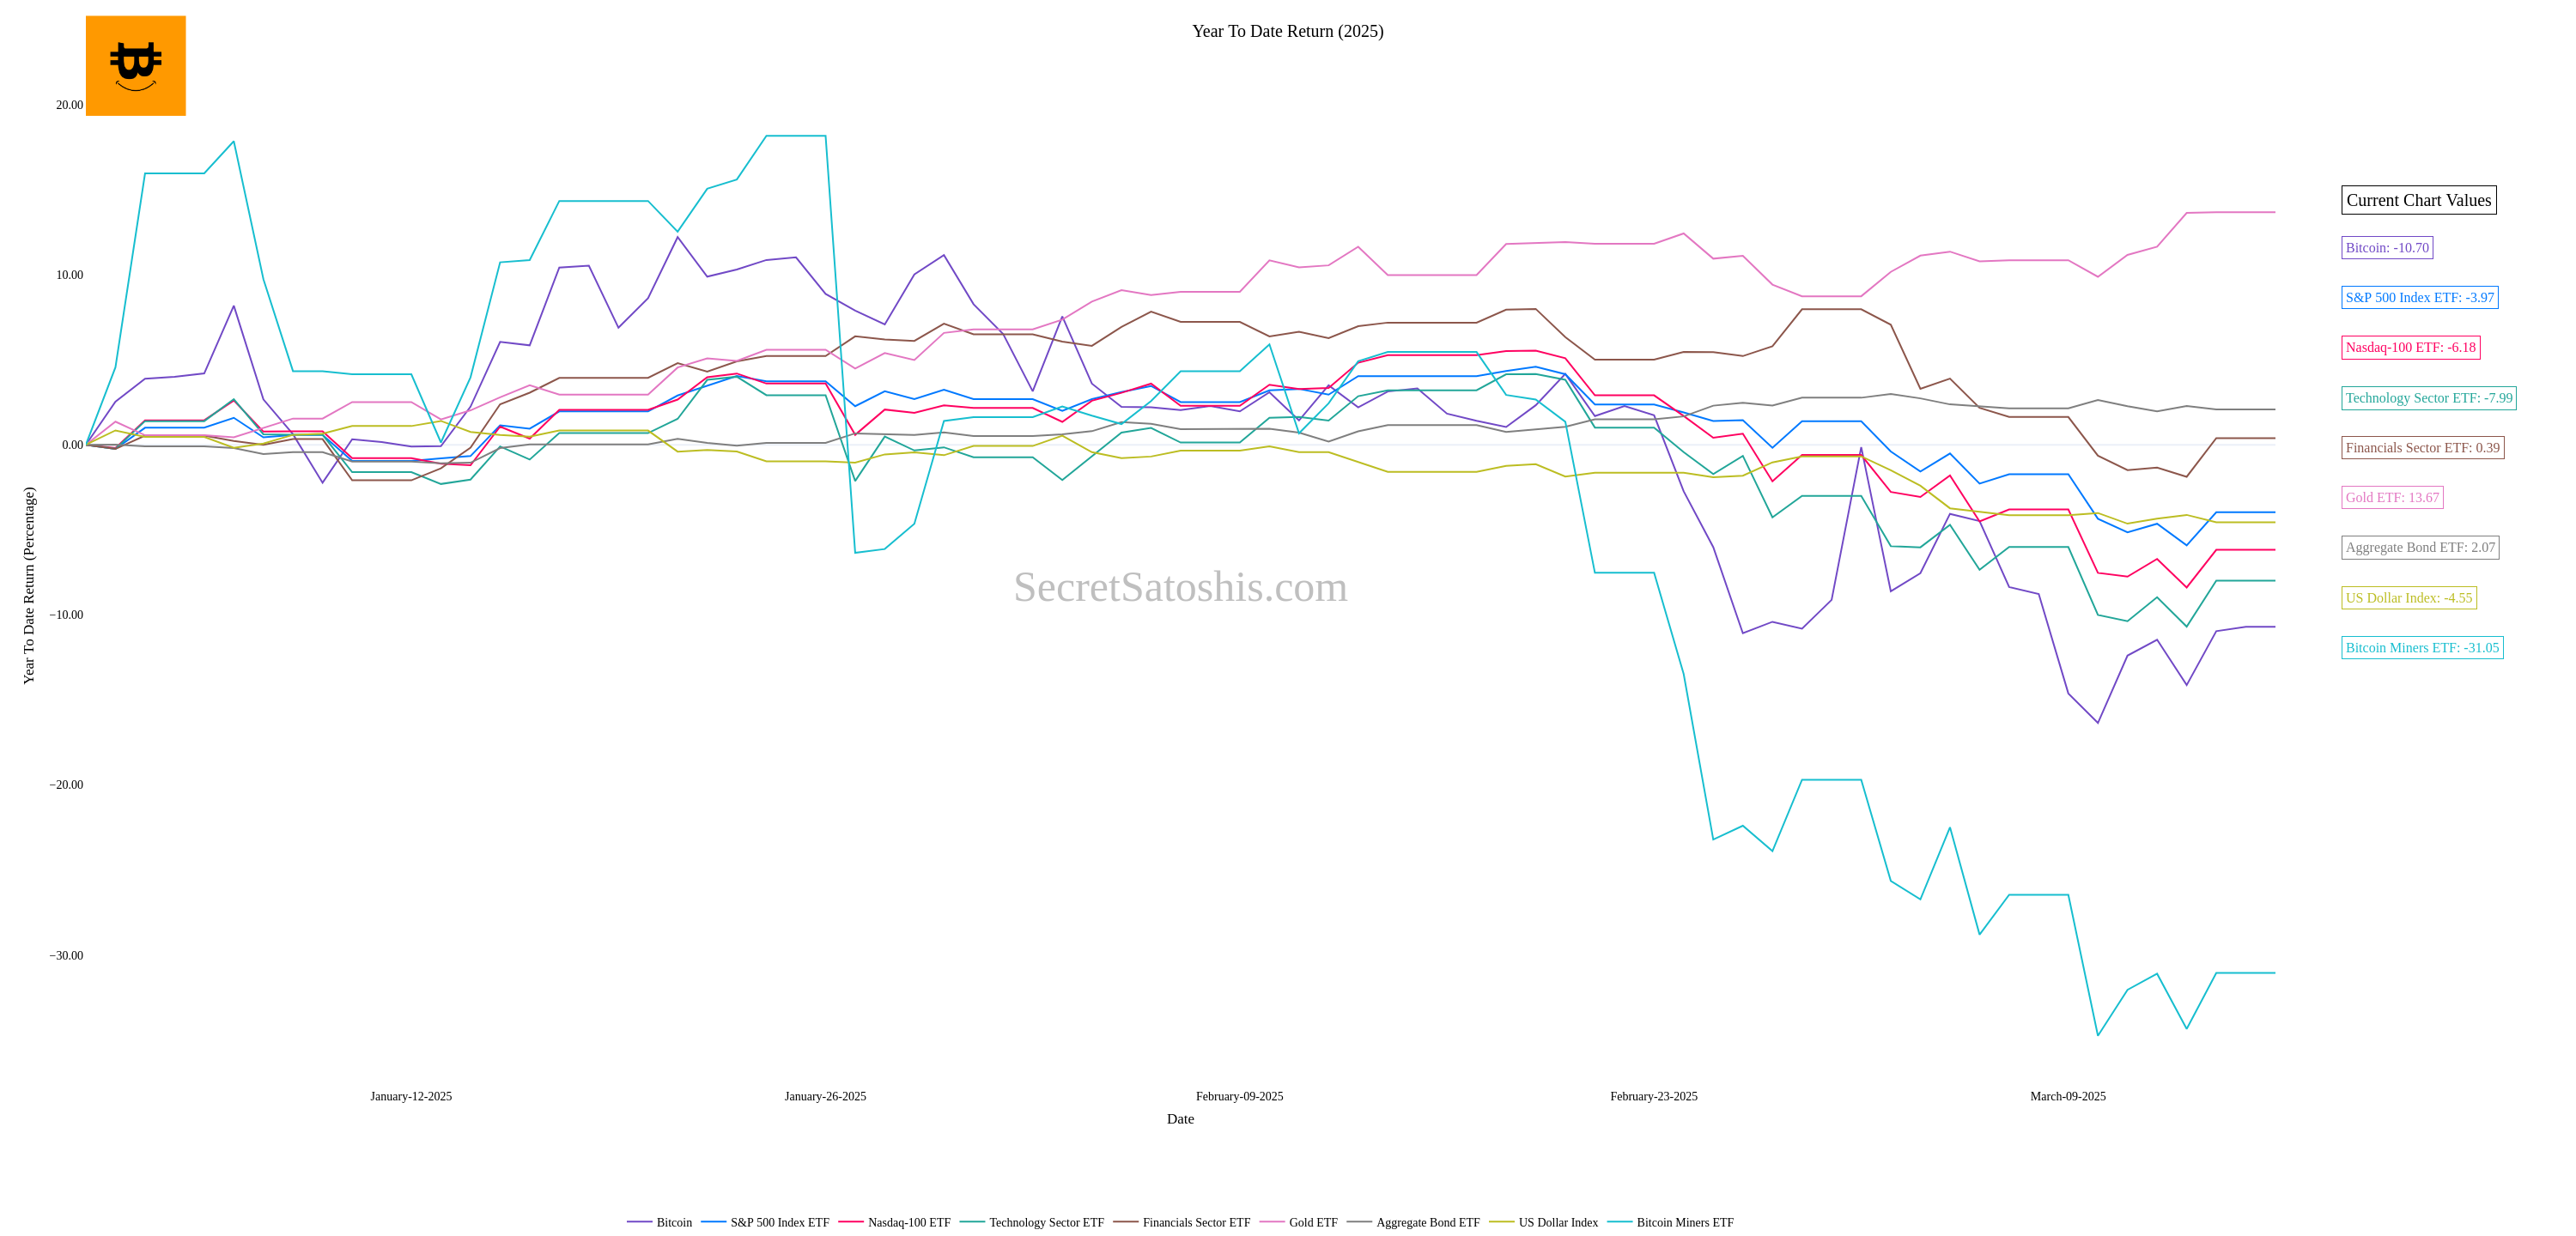 Year To Date Return (2025)
20.00
10.00
0.00
−10.00
−20.00
−30.00
Year To Date Return (Percentage)
SecretSatoshis.com
Current Chart Values
Bitcoin: -10.70
S&P 500 Index ETF: -3.97
Nasdaq-100 ETF: -6.18
Technology Sector ETF: -7.99
Financials Sector ETF: 0.39
Gold ETF: 13.67
Aggregate Bond ETF: 2.07
US Dollar Index: -4.55
Bitcoin Miners ETF: -31.05
January-12-2025 January-26-2025 February-09-2025 February-23-2025 March-09-2025
Date
Bitcoin S&P 500 Index ETF Nasdaq-100 ETF Technology Sector ETF Financials Sector ETF Gold ETF Aggregate Bond ETF US Dollar Index Bitcoin Miners ETF